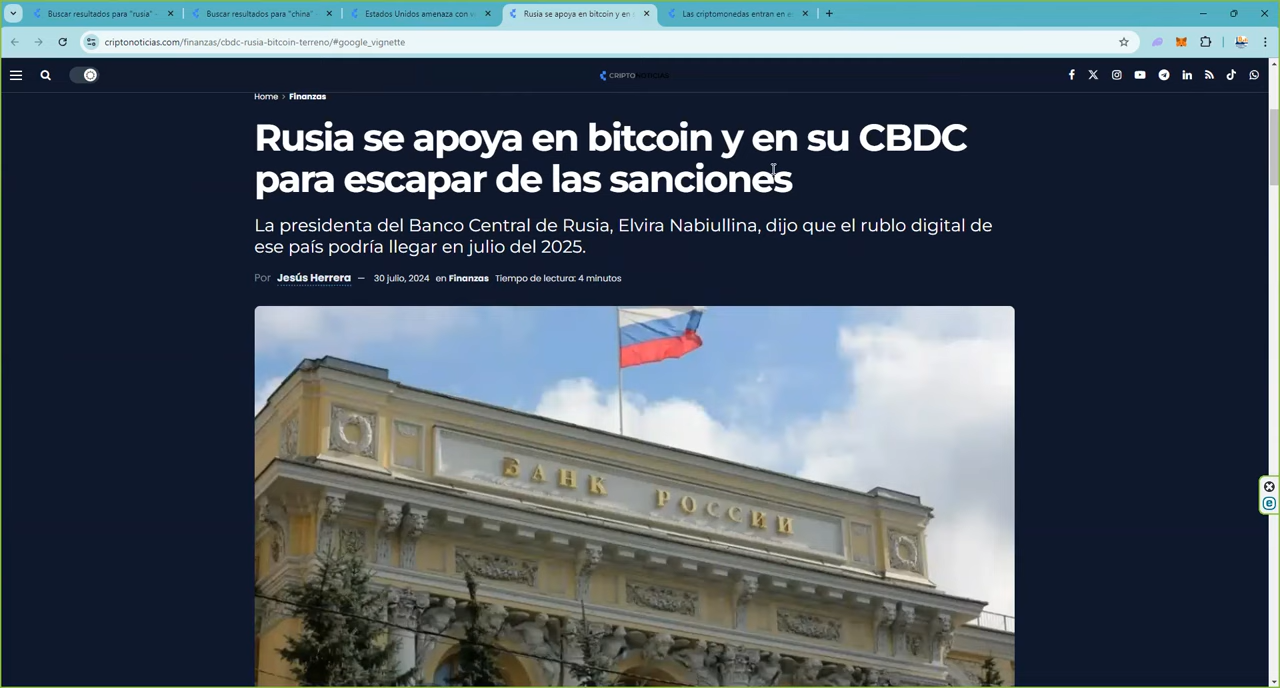 Buscar resultados para "rusia" -
Buscar resultados para "china" -
Estados Unidos amenaza con
Rusia se apoya en bitcoin y en
Las criptomonedas entran en
criptonoticias.com/finanzas/cbdc-rusia-bitcoin-terreno/#google_vignette
CRIPTONOTICIAS
Home > Finanzas
Rusia se apoya en bitcoin y en su CBDC
para escapar de las sanciones
La presidenta del Banco Central de Rusia, Elvira Nabiullina, dijo que el rublo digital de
ese país podría llegar en julio del 2025.
Por Jesús Herrera — 30 julio, 2024 en Finanzas Tiempo de lectura: 4 minutos
БАНК РОССИИ